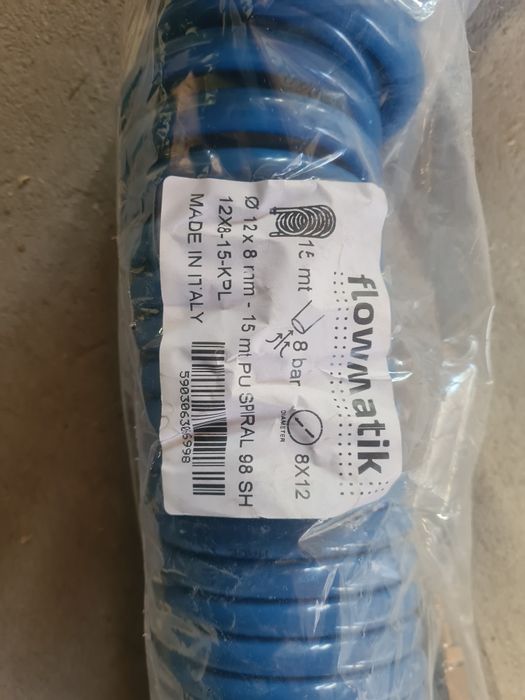 flowmatik
15 mt
8 bar
DIAMETER
8X12
Ø 12 x 8 mm - 15 mt PU SPIRAL 98 SH
12X8-15-KPL
MADE IN ITALY